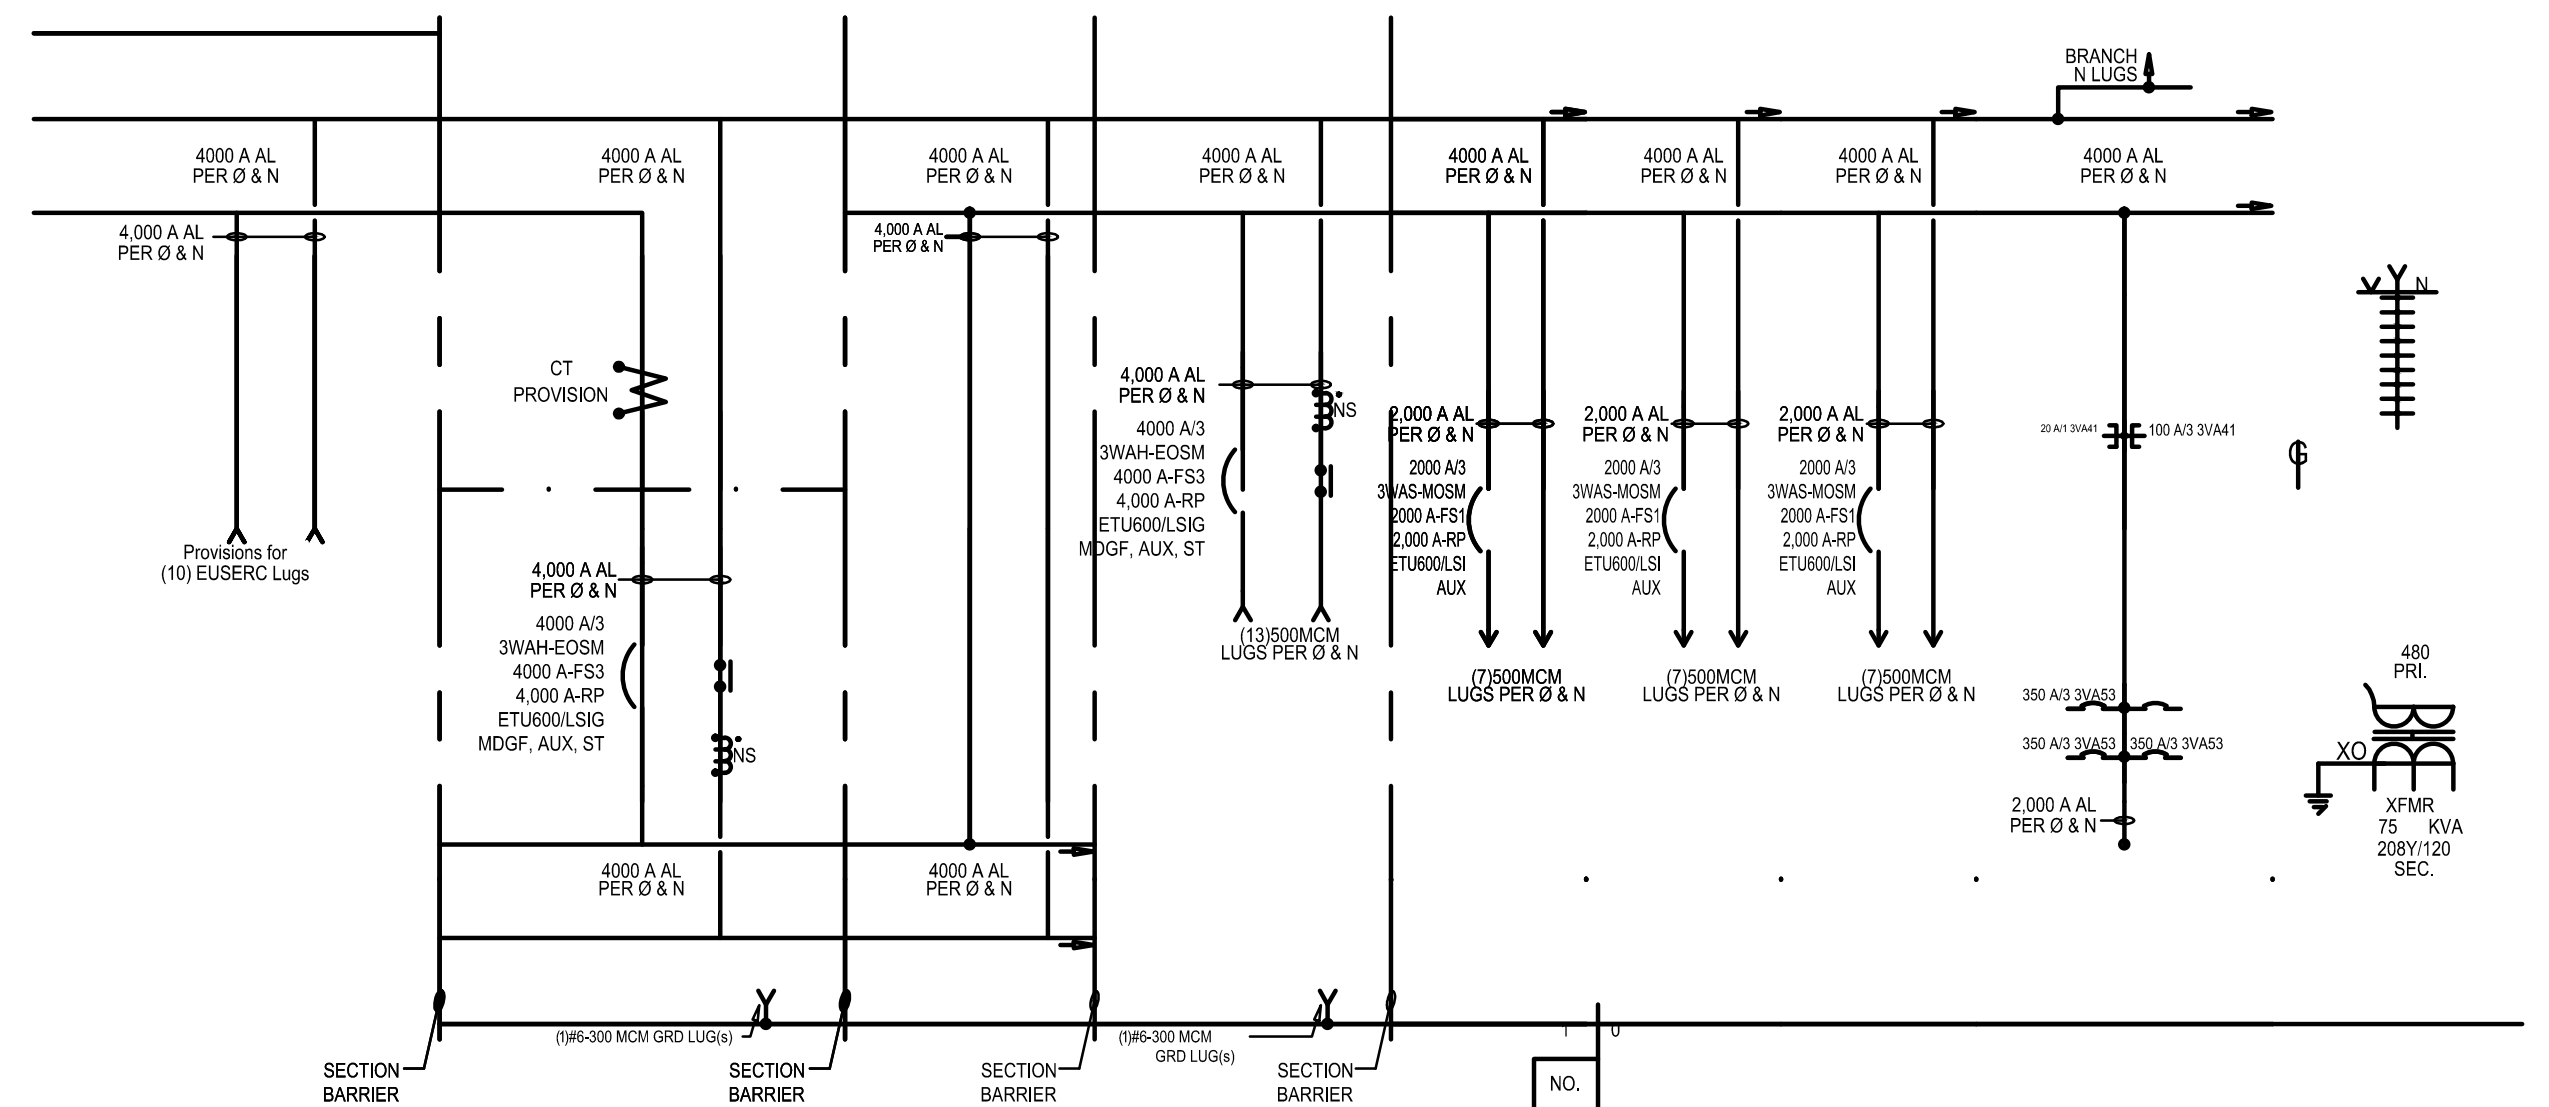 BRANCH
N LUGS
4000 A AL
PER Ø & N
4000 A AL
PER Ø & N
4000 A AL
PER Ø & N
4000 A AL
PER Ø & N
4000 A AL
PER Ø & N
4000 A AL
PER Ø & N
4000 A AL
PER Ø & N
4000 A AL
PER Ø & N
4,000 A AL
PER Ø & N
Provisions for
(10) EUSERC Lugs
CT
PROVISION
4,000 A AL
PER Ø & N
4000 A/3
3WAH-EOSM
4000 A-FS3
4,000 A-RP
ETU600/LSIG
MDGF, AUX, ST
NS
4000 A AL
PER Ø & N
4,000 A AL
PER Ø & N
4000 A AL
PER Ø & N
4,000 A AL
PER Ø & N
NS
4000 A/3
3WAH-EOSM
4000 A-FS3
4,000 A-RP
ETU600/LSIG
MDGF, AUX, ST
(13)500MCM
LUGS PER Ø & N
2,000 A AL
PER Ø & N
2000 A/3
3WAS-MOSM
2000 A-FS1
2,000 A-RP
ETU600/LSI
AUX
(7)500MCM
LUGS PER Ø & N
2,000 A AL
PER Ø & N
2000 A/3
3WAS-MOSM
2000 A-FS1
2,000 A-RP
ETU600/LSI
AUX
(7)500MCM
LUGS PER Ø & N
2,000 A AL
PER Ø & N
2000 A/3
3WAS-MOSM
2000 A-FS1
2,000 A-RP
ETU600/LSI
AUX
(7)500MCM
LUGS PER Ø & N
20 A/1 3VA41 100 A/3 3VA41
350 A/3 3VA53
350 A/3 3VA53 350 A/3 3VA53
2,000 A AL
PER Ø & N
N
G
480
PRI.
XO
XFMR
75 KVA
208Y/120
SEC.
(1)#6-300 MCM GRD LUG(s)
(1)#6-300 MCM
GRD LUG(s)
SECTION
BARRIER
SECTION
BARRIER
SECTION
BARRIER
SECTION
BARRIER
NO.